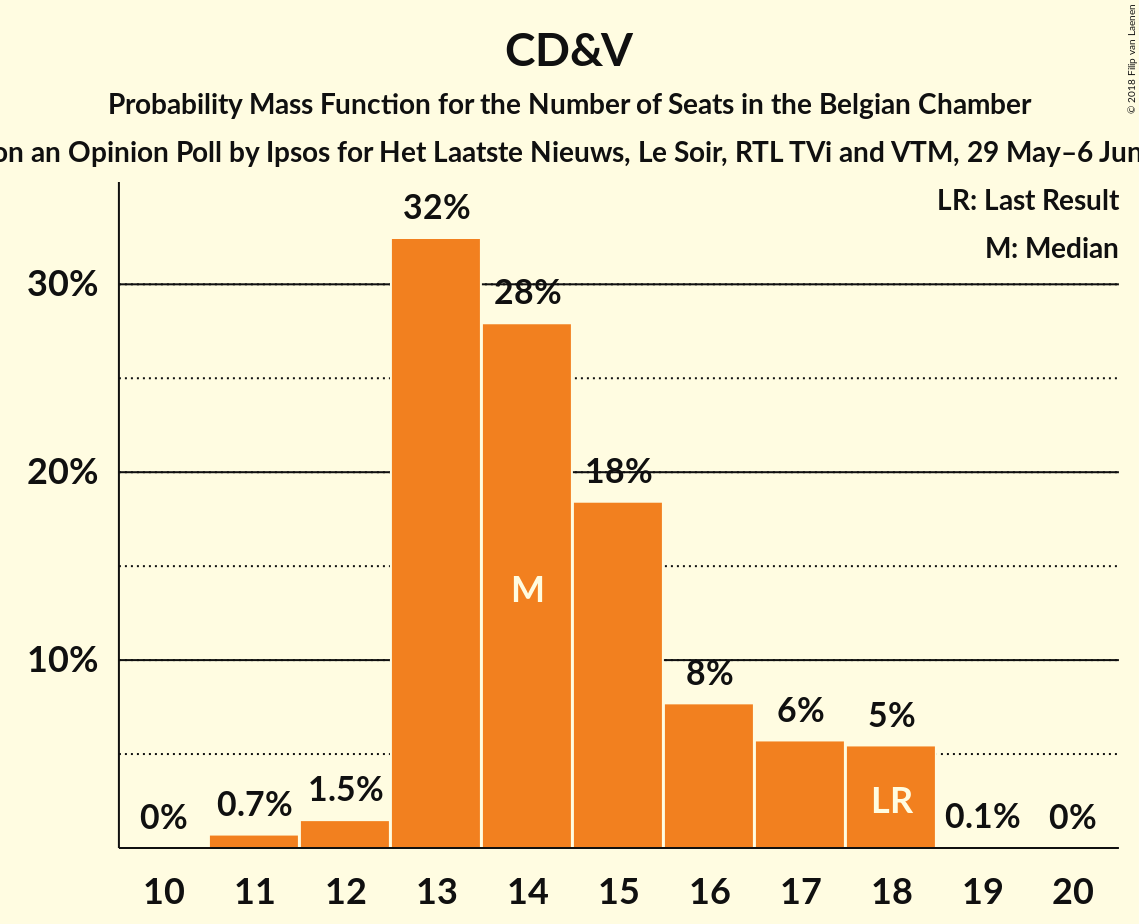 CD&V
Probability Mass Function for the Number of Seats in the Belgian Chamber
on an Opinion Poll by Ipsos for Het Laatste Nieuws, Le Soir, RTL TVi and VTM, 29 May–6 Jun
© 2018 Filip van Laenen
LR: Last Result
M: Median
32%
30%
28%
20%
18%
M
10%
8%
6%
5%
LR
1.5%
0.7%
0%
0.1%
0%
10 11 12 13 14 15 16 17 18 19 20